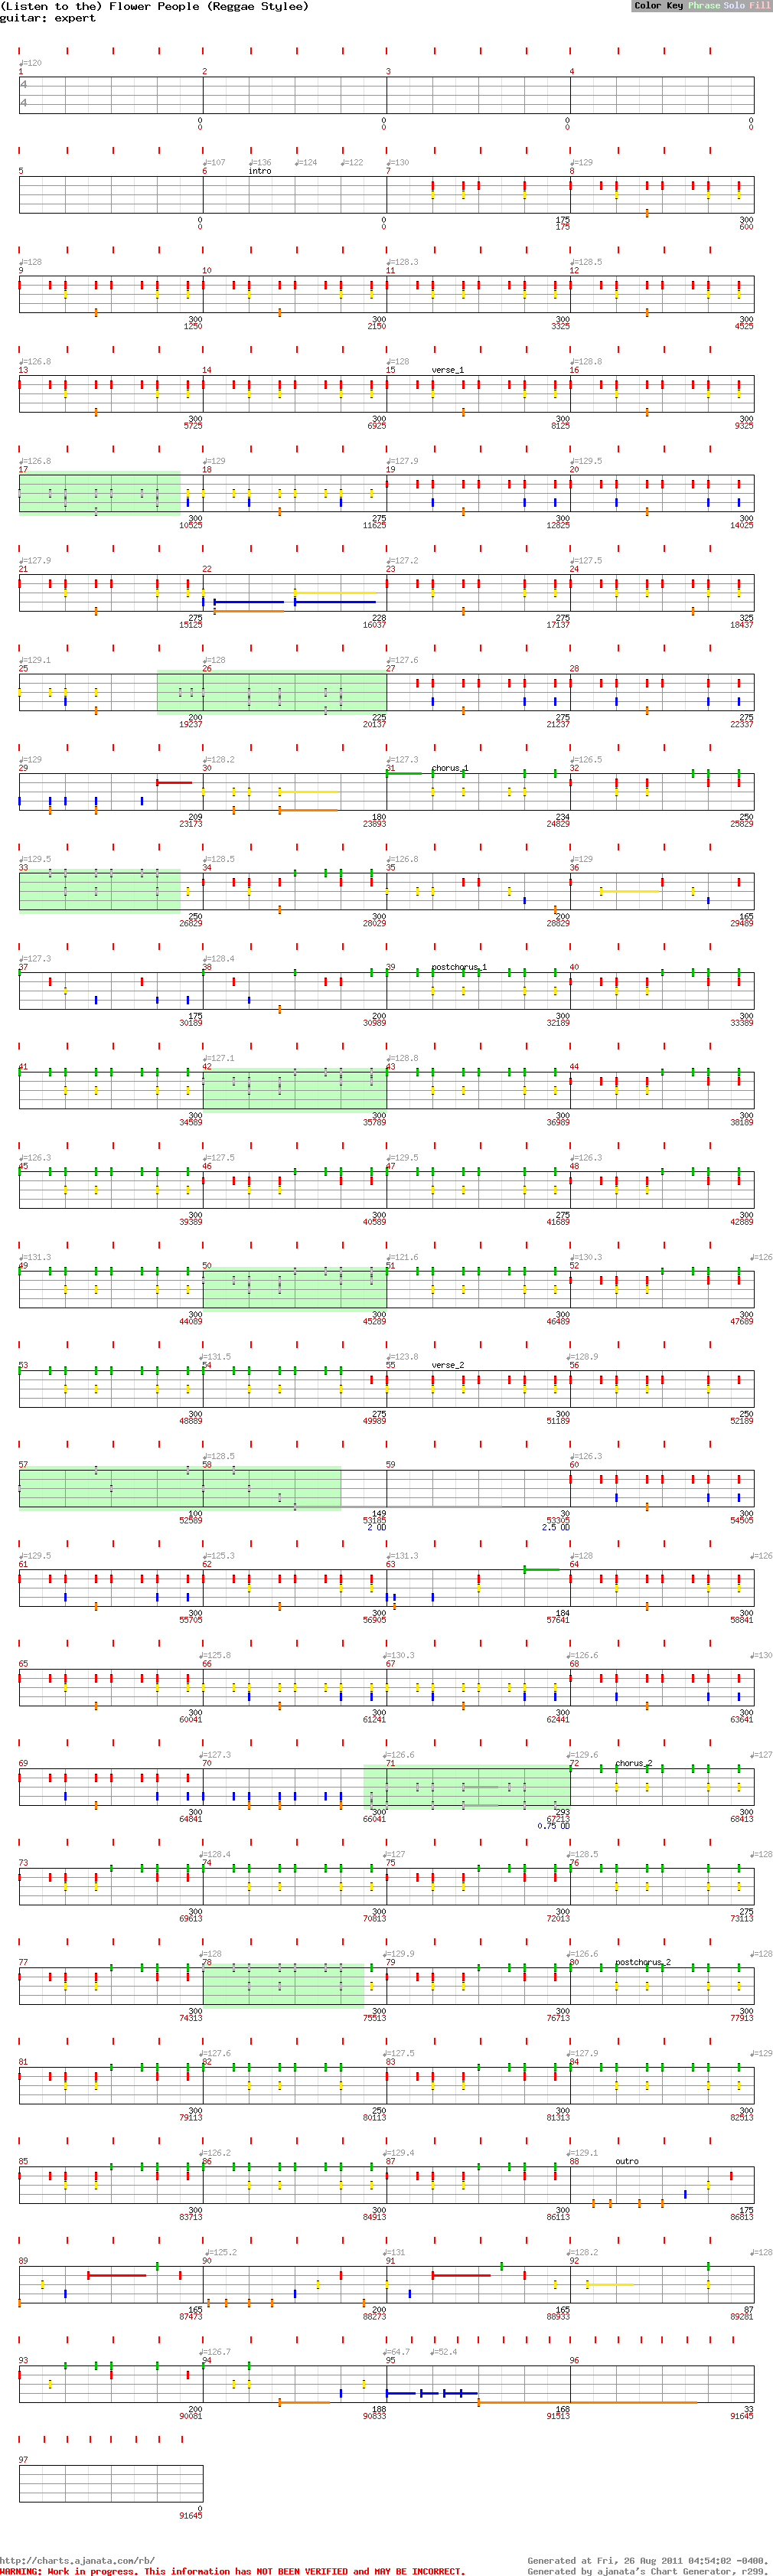 (Listen to the) Flower People (Reggae Stylee) Color Key Phrase Solo Fill
guitar: expert
♩=120
1 2 3 4
4
4
0 0 0 0
0 0 0 0
♩=107 ♩=136 ♩=124 ♩=122 ♩=130 ♩=129
5 6 intro 7 8
0 0 175 300
0 0 175 600
♩=128 ♩=128.3 ♩=128.5
9 10 11 12
300 300 300 300
1250 2150 3325 4525
♩=126.8 ♩=128 ♩=128.8
13 14 15 verse_1 16
300 300 300 300
5725 6925 8125 9325
♩=126.8 ♩=129 ♩=127.9 ♩=129.5
17 18 19 20
300 275 300 300
10525 11625 12825 14025
♩=127.9 ♩=127.2 ♩=127.5
21 22 23 24
275 228 275 325
15125 16037 17137 18437
♩=129.1 ♩=128 ♩=127.6
25 26 27 28
200 225 275 275
19237 20137 21237 22337
♩=129 ♩=128.2 ♩=127.3 ♩=126.5
29 30 31 chorus_1 32
209 180 234 250
23173 23893 24829 25829
♩=129.5 ♩=128.5 ♩=126.8 ♩=129
33 34 35 36
250 300 200 165
26829 28029 28829 29489
♩=127.3 ♩=128.4
37 38 39 postchorus_1 40
175 200 300 300
30189 30989 32189 33389
♩=127.1 ♩=128.8
41 42 43 44
300 300 300 300
34589 35789 36989 38189
♩=126.3 ♩=127.5 ♩=129.5 ♩=126.3
45 46 47 48
300 300 275 300
39389 40589 41689 42889
♩=131.3 ♩=121.6 ♩=130.3 ♩=126
49 50 51 52
300 300 300 300
44089 45289 46489 47689
♩=131.5 ♩=123.8 ♩=128.9
53 54 55 verse_2 56
300 275 300 250
48889 49989 51189 52189
♩=128.5 ♩=126.3
57 58 59 60
100 149 30 300
52589 53185 53305 54505
2 OD 2.5 OD
♩=129.5 ♩=125.3 ♩=131.3 ♩=128 ♩=126
61 62 63 64
300 300 184 300
55705 56905 57641 58841
♩=125.8 ♩=130.3 ♩=126.6 ♩=130
65 66 67 68
300 300 300 300
60041 61241 62441 63641
♩=127.3 ♩=126.6 ♩=129.6 ♩=127
69 70 71 72 chorus_2
300 300 293 300
64841 66041 67213 68413
0.75 OD
♩=128.4 ♩=127 ♩=128.5 ♩=128
73 74 75 76
300 300 300 275
69613 70813 72013 73113
♩=128 ♩=129.9 ♩=126.6 ♩=128
77 78 79 80 postchorus_2
300 300 300 300
74313 75513 76713 77913
♩=127.6 ♩=127.5 ♩=127.9 ♩=129
81 82 83 84
300 250 300 300
79113 80113 81313 82513
♩=126.2 ♩=129.4 ♩=129.1
85 86 87 88 outro
300 300 300 175
83713 84913 86113 86813
♩=125.2 ♩=131 ♩=128.2 ♩=128
89 90 91 92
165 200 165 87
87473 88273 88933 89281
♩=126.7 ♩=64.7 ♩=52.4
93 94 95 96
200 188 168 33
90081 90833 91513 91645
97
0
91645
http://charts.ajanata.com/rb/ Generated at Fri, 26 Aug 2011 04:54:02 -0400.
WARNING: Work in progress. This information has NOT BEEN VERIFIED and MAY BE INCORRECT. Generated by ajanata's Chart Generator, r299.